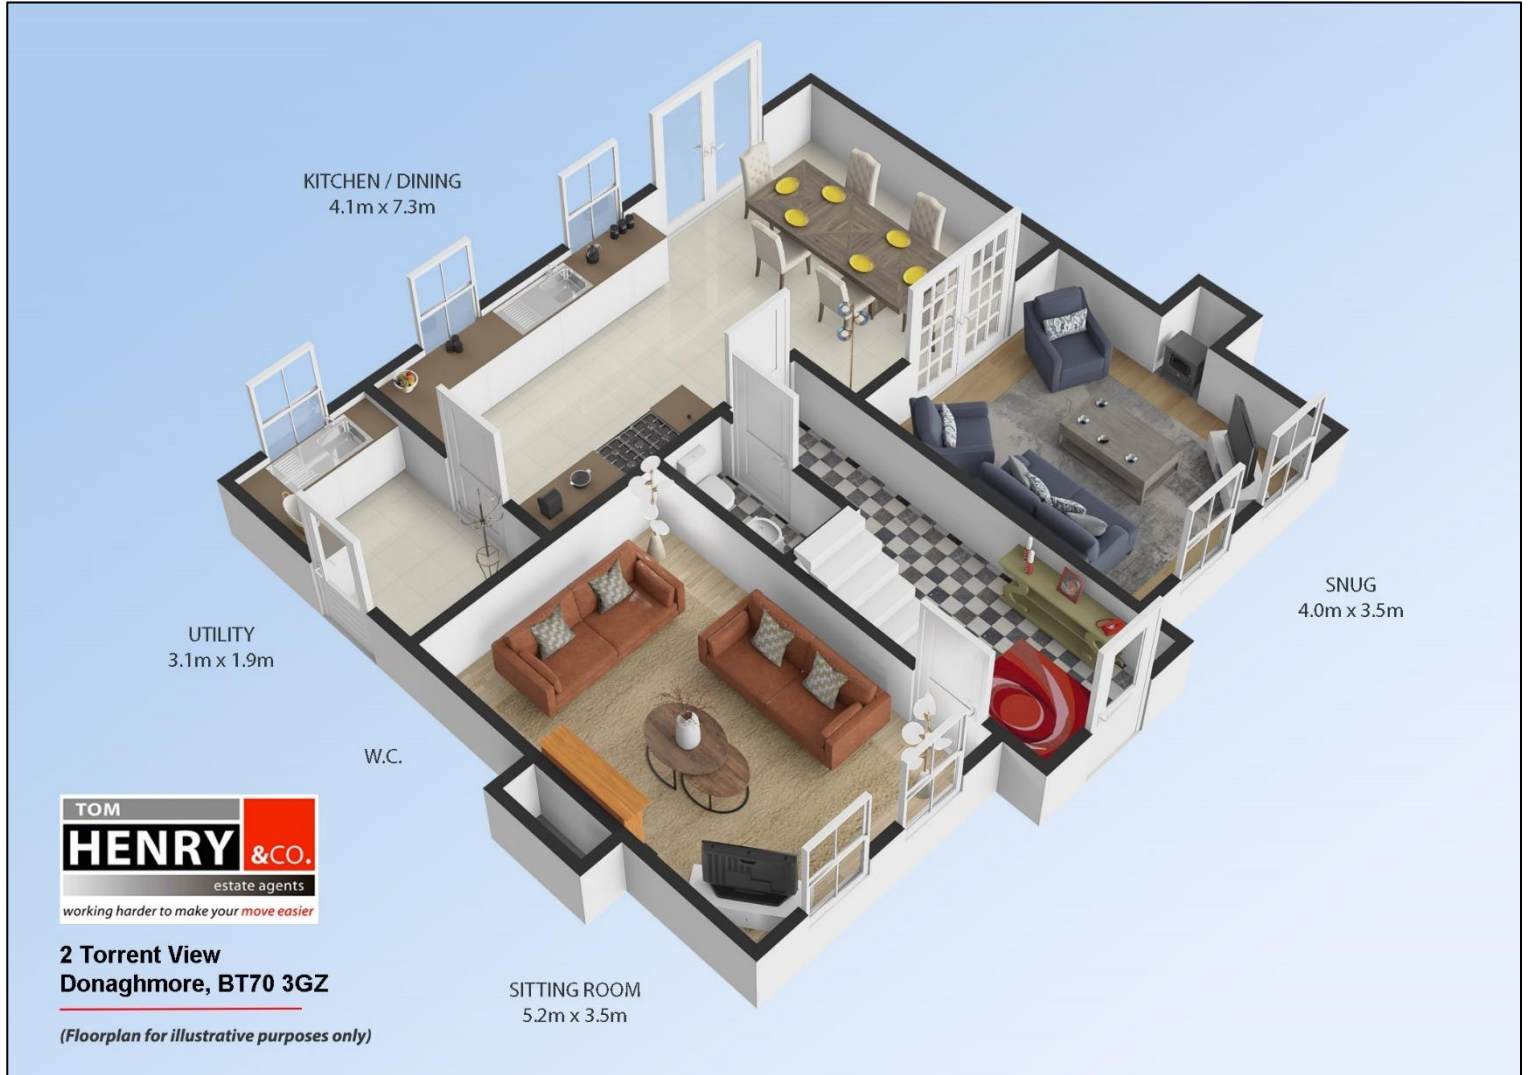 KITCHEN / DINING
4.1m x 7.3m
SNUG
4.0m x 3.5m
UTILITY
3.1m x 1.9m
W.C.
TOM
HENRY &CO.
estate agents
working harder to make your move easier
2 Torrent View
Donaghmore, BT70 3GZ
(Floorplan for illustrative purposes only)
SITTING ROOM
5.2m x 3.5m